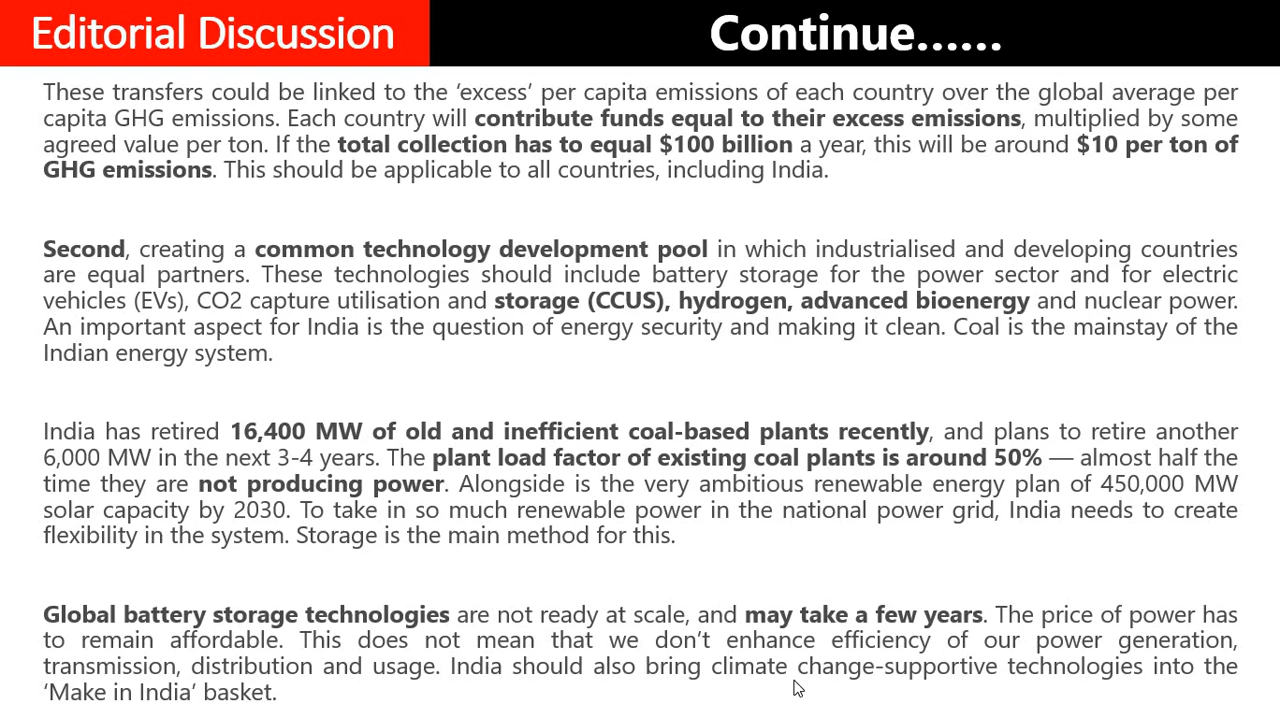 Editorial Discussion
Continue......
These transfers could be linked to the ‘excess’ per capita emissions of each country over the global average per
capita GHG emissions. Each country will contribute funds equal to their excess emissions, multiplied by some
agreed value per ton. If the total collection has to equal $100 billion a year, this will be around $10 per ton of
GHG emissions. This should be applicable to all countries, including India.
Second, creating a common technology development pool in which industrialised and developing countries
are equal partners. These technologies should include battery storage for the power sector and for electric
vehicles (EVs), CO2 capture utilisation and storage (CCUS), hydrogen, advanced bioenergy and nuclear power.
An important aspect for India is the question of energy security and making it clean. Coal is the mainstay of the
Indian energy system.
India has retired 16,400 MW of old and inefficient coal-based plants recently, and plans to retire another
6,000 MW in the next 3-4 years. The plant load factor of existing coal plants is around 50% — almost half the
time they are not producing power. Alongside is the very ambitious renewable energy plan of 450,000 MW
solar capacity by 2030. To take in so much renewable power in the national power grid, India needs to create
flexibility in the system. Storage is the main method for this.
Global battery storage technologies are not ready at scale, and may take a few years. The price of power has
to remain affordable. This does not mean that we don’t enhance efficiency of our power generation,
transmission, distribution and usage. India should also bring climate change-supportive technologies into the
‘Make in India’ basket.